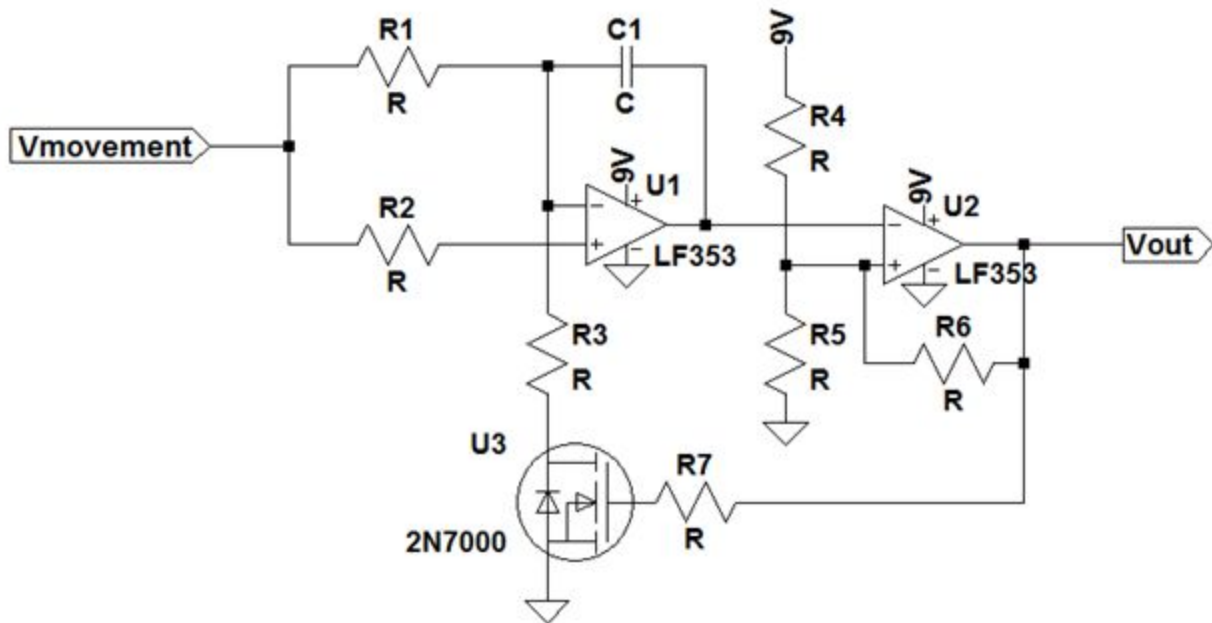 R1
R
C1
C
Vmovement
R2
R
9V
U1
LF353
+
-
-
+
9V
R4
R
9V
U2
LF353
+
-
-
+
Vout
R3
R
R5
R
R6
R
U3
2N7000
R7
R